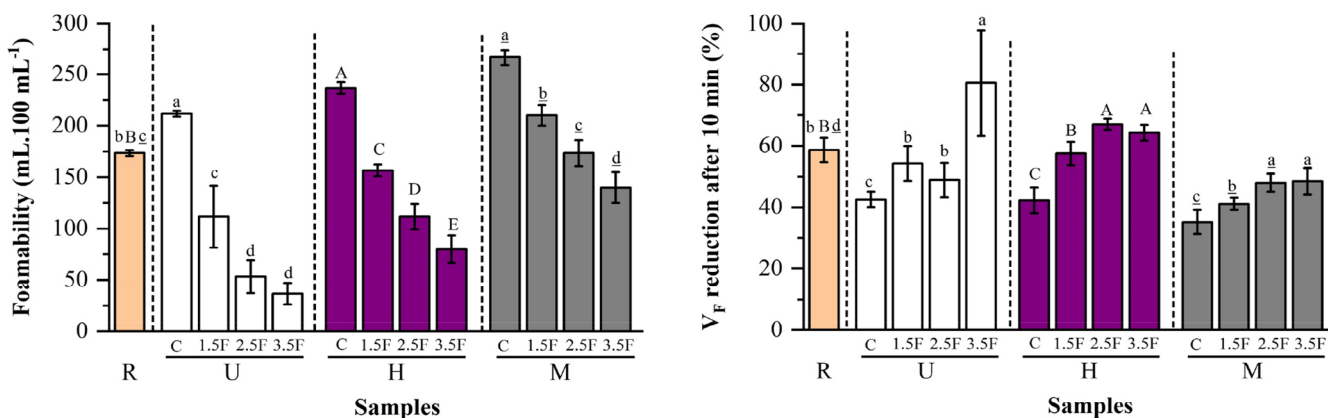 Foamability (mL.100 mL⁻¹)
300
250
200
150
100
50
0
b B c
a
c
d
d
A
C
D
E
a
b
c
d
C 1.5F 2.5F 3.5F C 1.5F 2.5F 3.5F C 1.5F 2.5F 3.5F
R U H M
Samples
V_F reduction after 10 min (%)
100
80
60
40
20
0
b B d
c
b
b
a
C
B
A
A
c
b
a
a
C 1.5F 2.5F 3.5F C 1.5F 2.5F 3.5F C 1.5F 2.5F 3.5F
R U H M
Samples